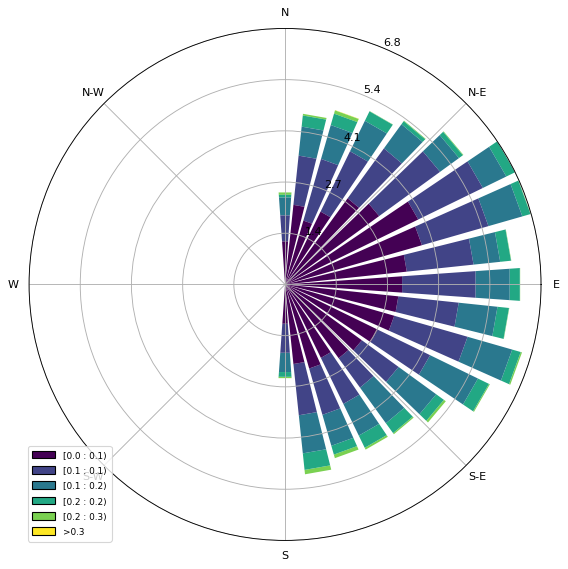 N
6.8
N-W
5.4
N-E
4.1
2.7
W
E
[0.0 : 0.1)
[0.1 : 0.1)
S-W
[0.1 : 0.2)
S-E
[0.2 : 0.2)
[0.2 : 0.3)
>0.3
S